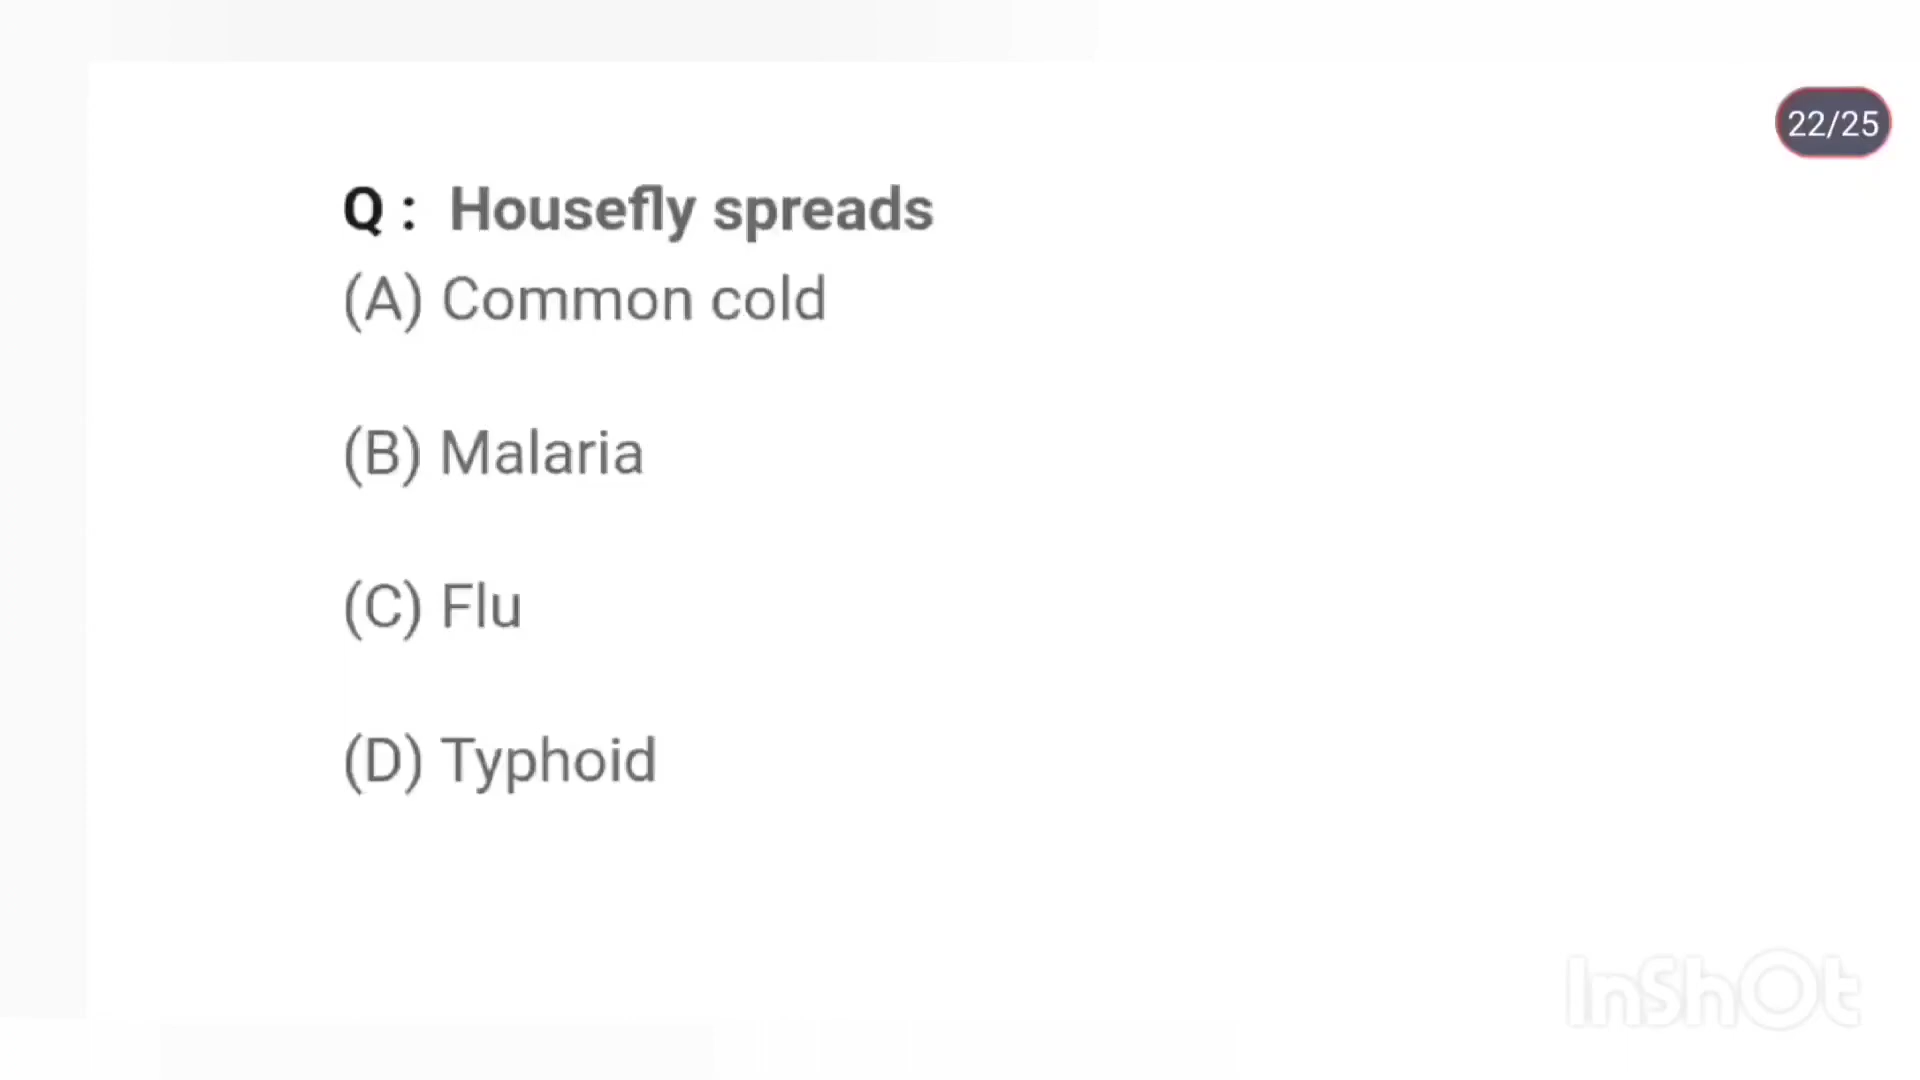 22/25
Q : Housefly spreads
(A) Common cold
(B) Malaria
(C) Flu
(D) Typhoid
InShOt